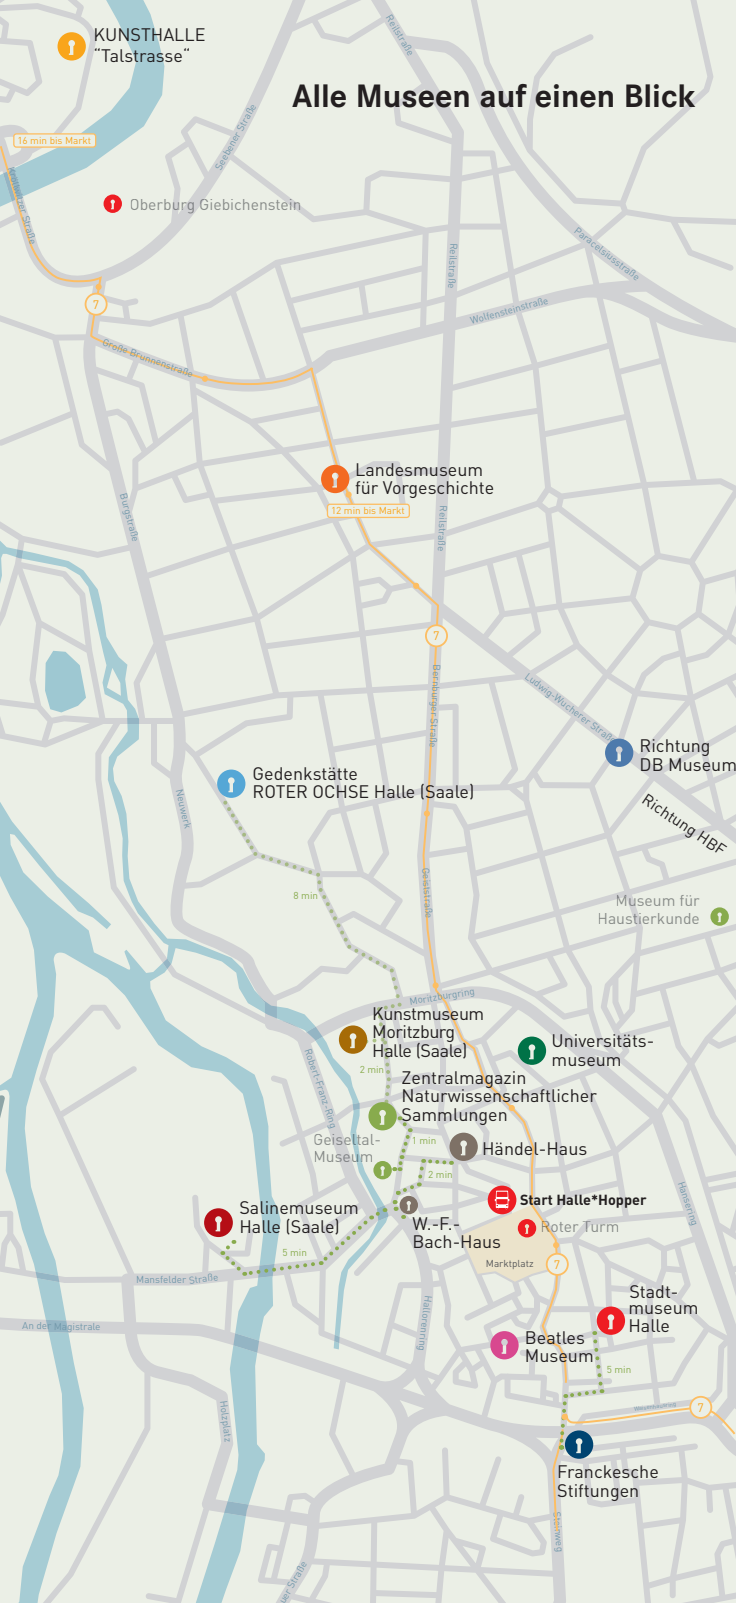 KUNSTHALLE
“Talstrasse“
Alle Museen auf einen Blick
16 min bis Markt
Seebener Straße
Reilstraße
Oberburg Giebichenstein
Paracelsusstraße
Reilstraße
7
Wolfensteinstraße
Große Brunnenstraße
Landesmuseum
für Vorgeschichte
12 min bis Markt
Burgstraße
Reilstraße
7
Bernburger Straße
Ludwig-Wucherer Straße
Richtung
DB Museum
Gedenkstätte
ROTER OCHSE Halle (Saale)
Neuwerk
Richtung HBF
8 min
Geiststraße
Museum für
Haustierkunde
Moritzburgring
Kunstmuseum
Moritzburg
Halle (Saale)
Universitäts-
museum
2 min
Robert-Franz-Ring
Zentralmagazin
Naturwissenschaftlicher
Sammlungen
Geiseltal-
Museum
1 min
Händel-Haus
2 min
Hansering
Start Halle*Hopper
Salinemuseum
Halle (Saale)
W.-F.-
Bach-Haus
Roter Turm
5 min
Marktplatz
7
Mansfelder Straße
Stadt-
museum
Halle
An der Magistrale
Hallorenring
Beatles
Museum
5 min
Holzplatz
7
Franckesche
Stiftungen
Steinweg